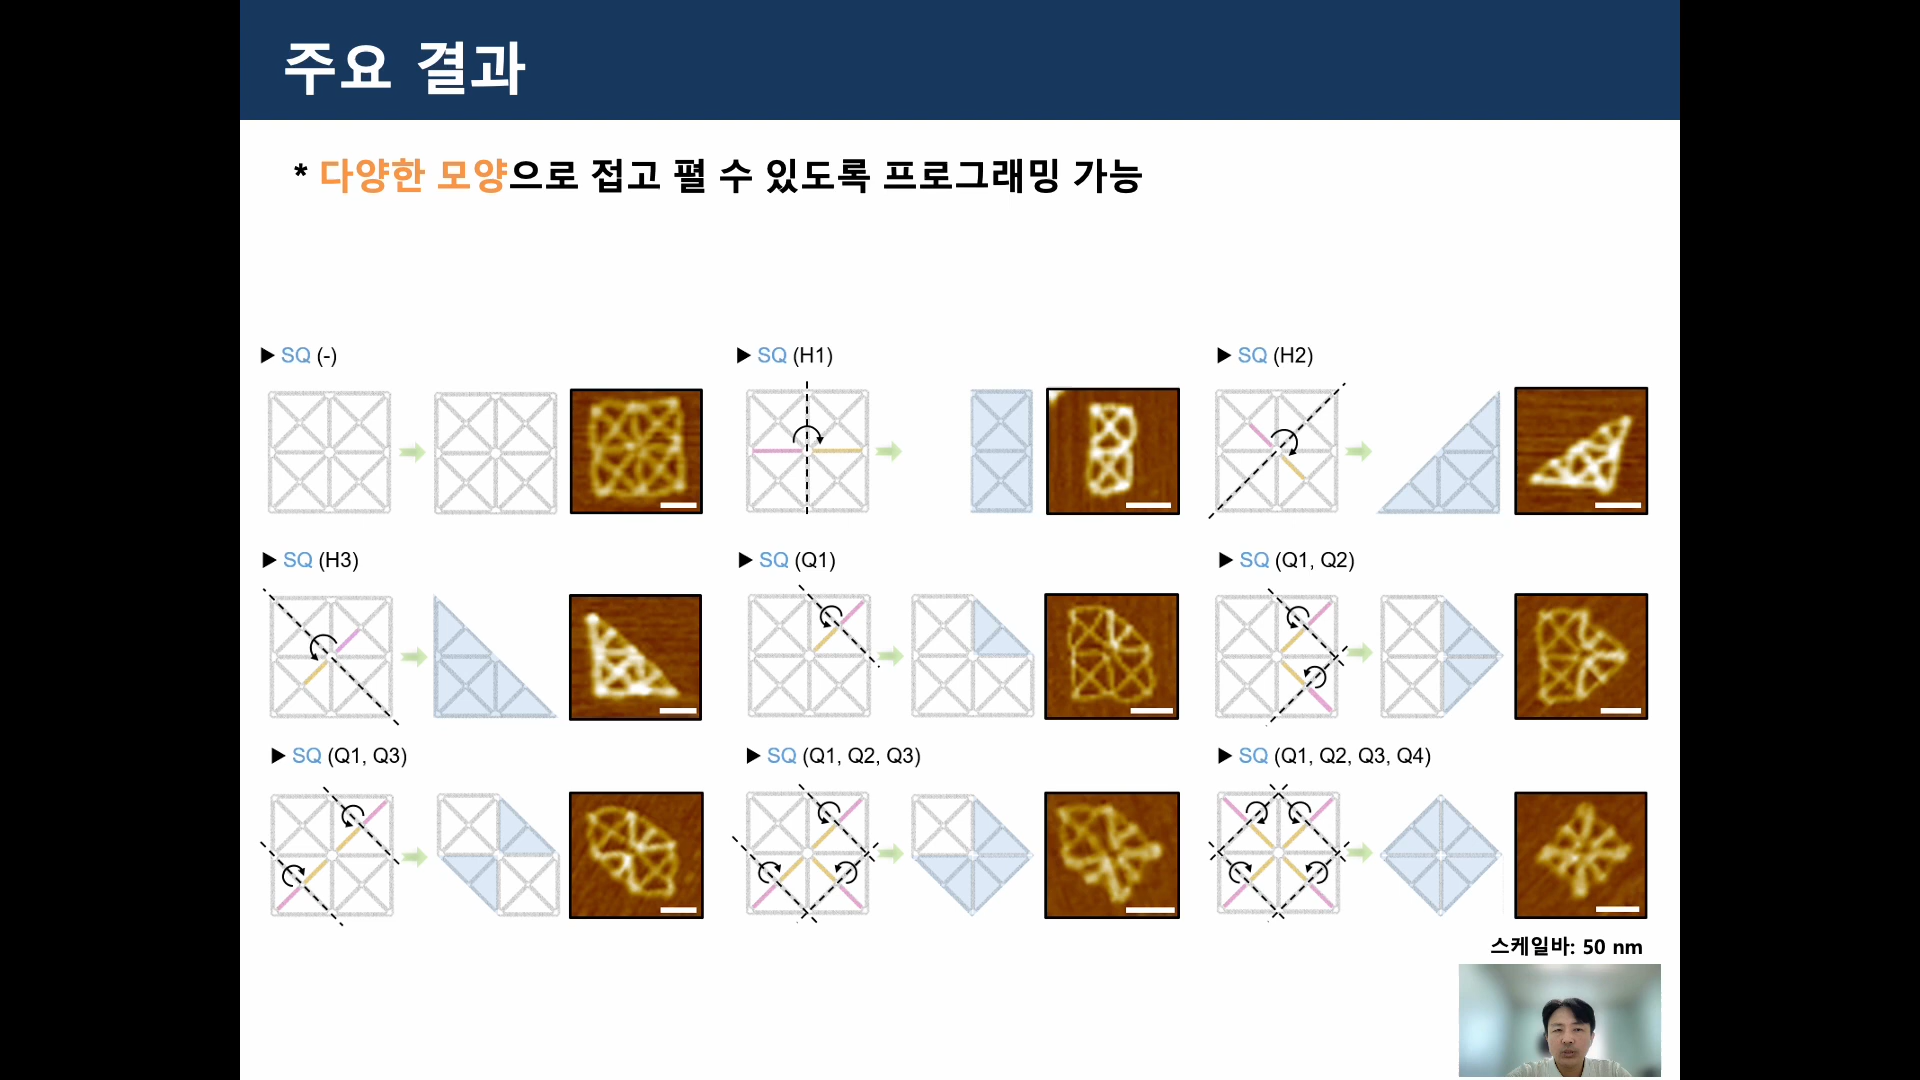 주요 결과
* 다양한 모양으로 접고 펼 수 있도록 프로그래밍 가능
▶ SQ (-)
▶ SQ (H1)
▶ SQ (H2)
▶ SQ (H3)
▶ SQ (Q1)
▶ SQ (Q1, Q2)
▶ SQ (Q1, Q3)
▶ SQ (Q1, Q2, Q3)
▶ SQ (Q1, Q2, Q3, Q4)
스케일바: 50 nm